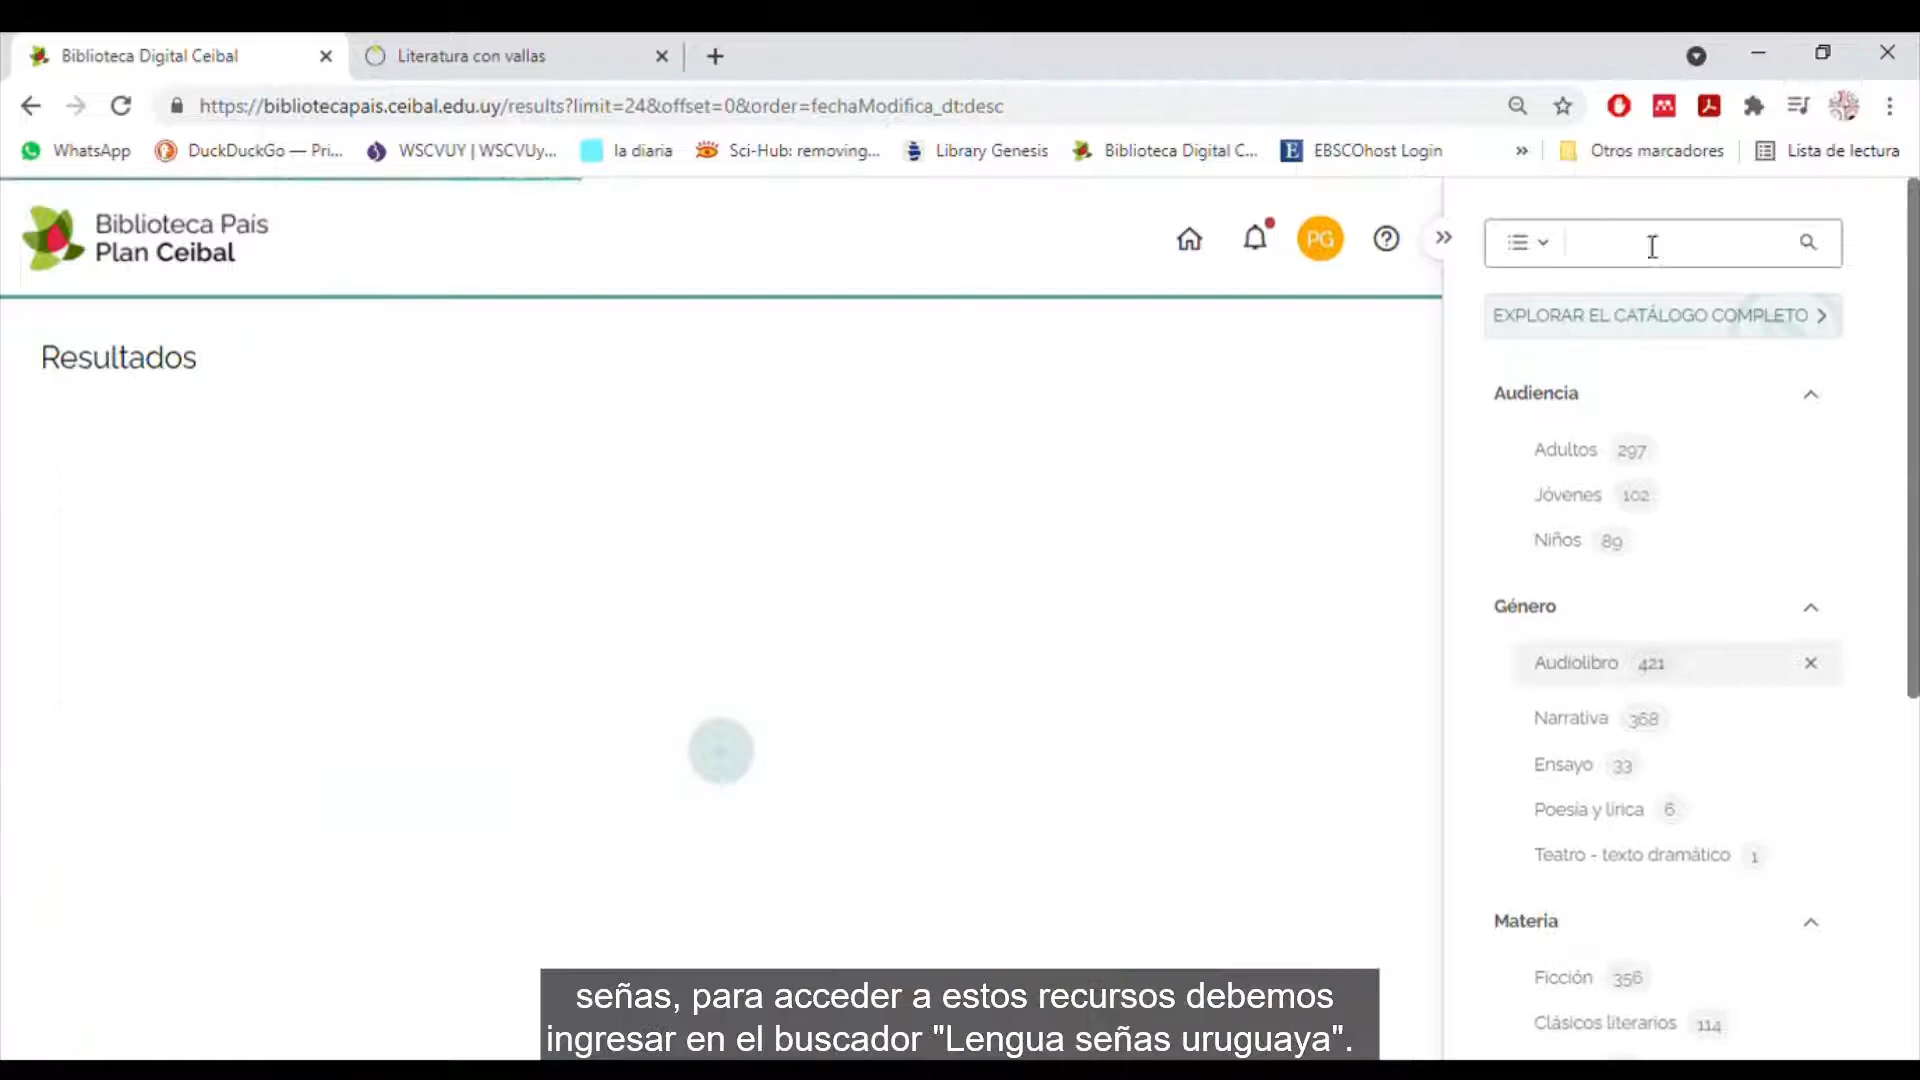 Biblioteca Digital Ceibal
Literatura con vallas
https://bibliotecapais.ceibal.edu.uy/results?limit=24&offset=0&order=fechaModifica_dt:desc
WhatsApp
DuckDuckGo — Pri...
WSCVUY | WSCVUy...
la diaria
Sci-Hub: removing...
Library Genesis
Biblioteca Digital C...
EBSCOhost Login
Otros marcadores
Lista de lectura
Biblioteca País
Plan Ceibal
PG
EXPLORAR EL CATÁLOGO COMPLETO
Resultados
Audiencia
Adultos 297
Jóvenes 102
Niños 89
Género
Audiolibro 421
Narrativa 368
Ensayo 33
Poesía y lírica 6
Teatro - texto dramático 1
Materia
Ficción 356
Clásicos literarios 114
señas, para acceder a estos recursos debemos
ingresar en el buscador "Lengua señas uruguaya".